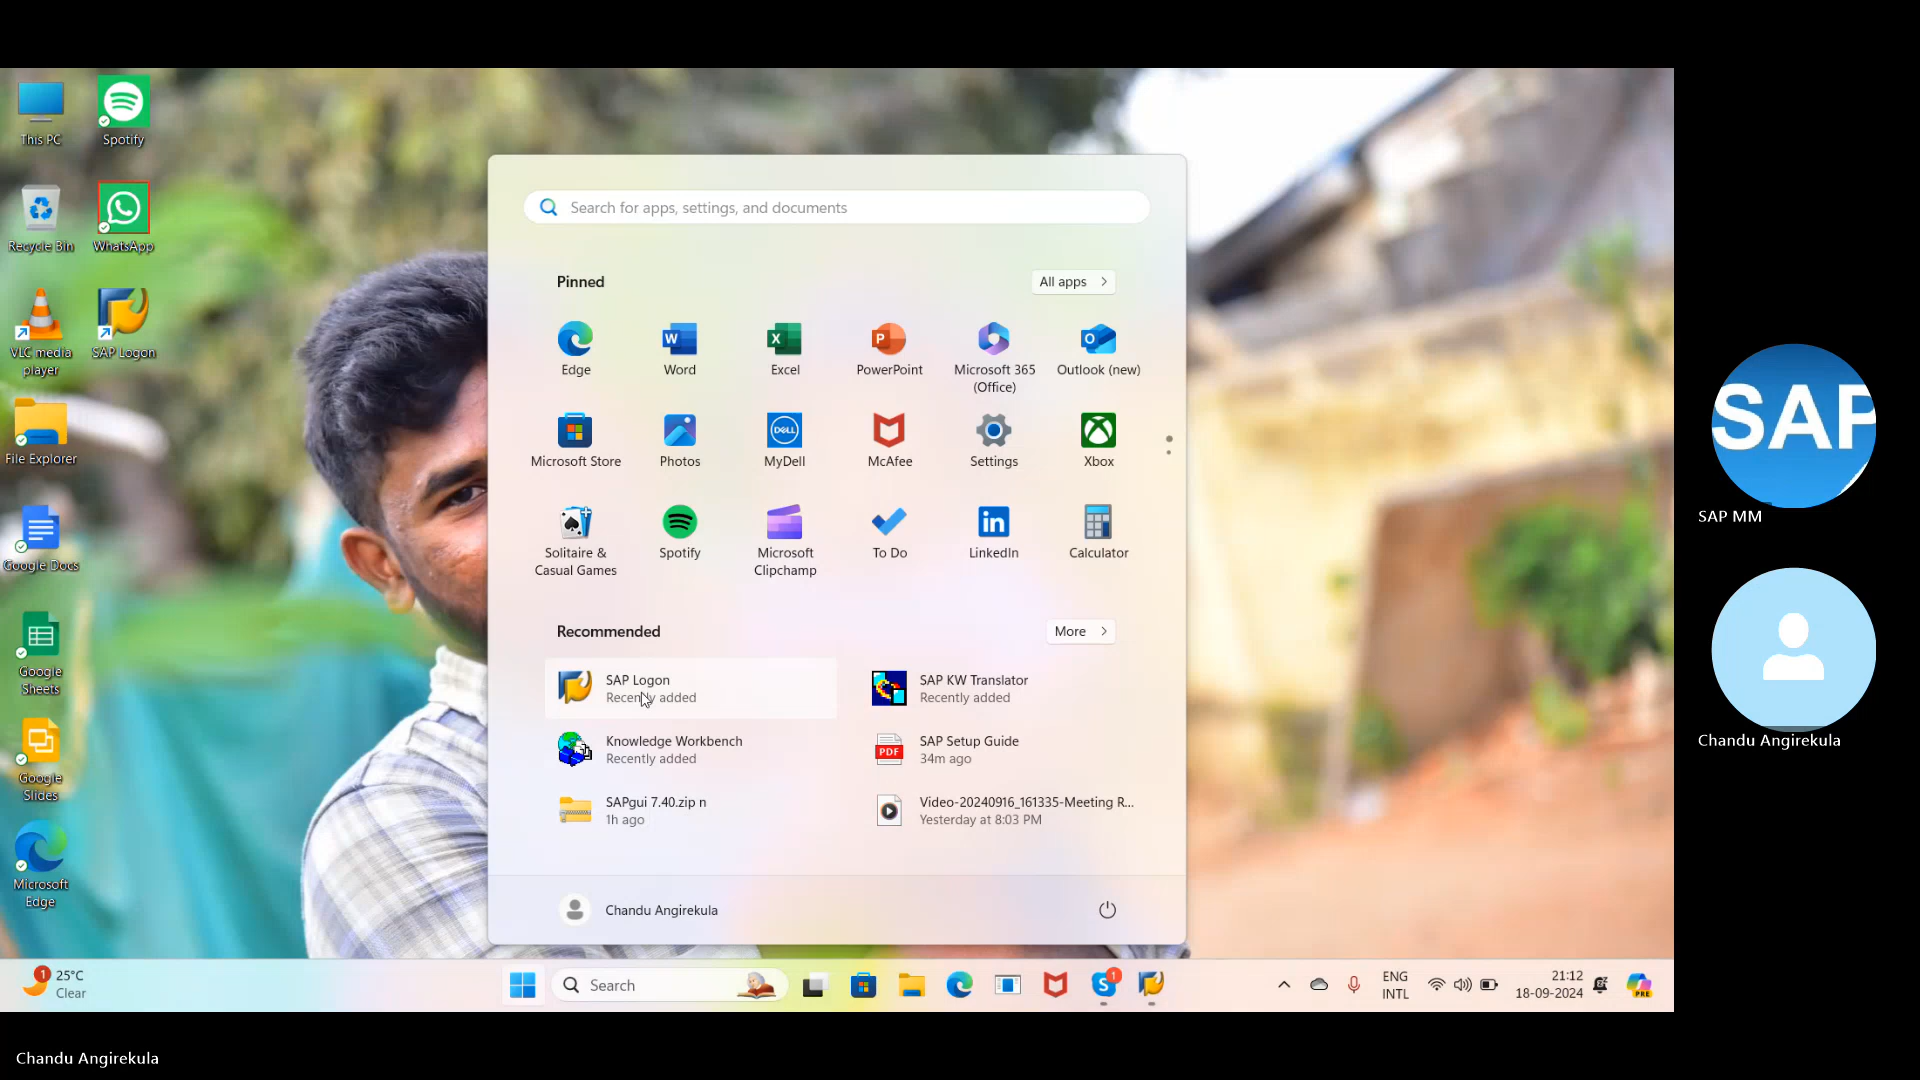 This PC
Spotify
Recycle Bin
WhatsApp
VLC media
player
SAP Logon
File Explorer
Google Docs
Google
Sheets
Google
Slides
Microsoft
Edge
Search for apps, settings, and documents
Pinned
All apps
Edge
Word
Excel
PowerPoint
Microsoft 365
(Office)
Outlook (new)
Microsoft Store
Photos
MyDell
McAfee
Settings
Xbox
Solitaire &
Casual Games
Spotify
Microsoft
Clipchamp
To Do
LinkedIn
Calculator
Recommended
More
SAP Logon
Recently added
SAP KW Translator
Recently added
Knowledge Workbench
Recently added
PDF
SAP Setup Guide
34m ago
SAPgui 7.40.zip n
1h ago
Video-20240916_161335-Meeting R...
Yesterday at 8:03 PM
Chandu Angirekula
1
25°C
Clear
Search
1
ENG
INTL
21:12
18-09-2024
PRE
SAP
SAP MM
Chandu Angirekula
Chandu Angirekula